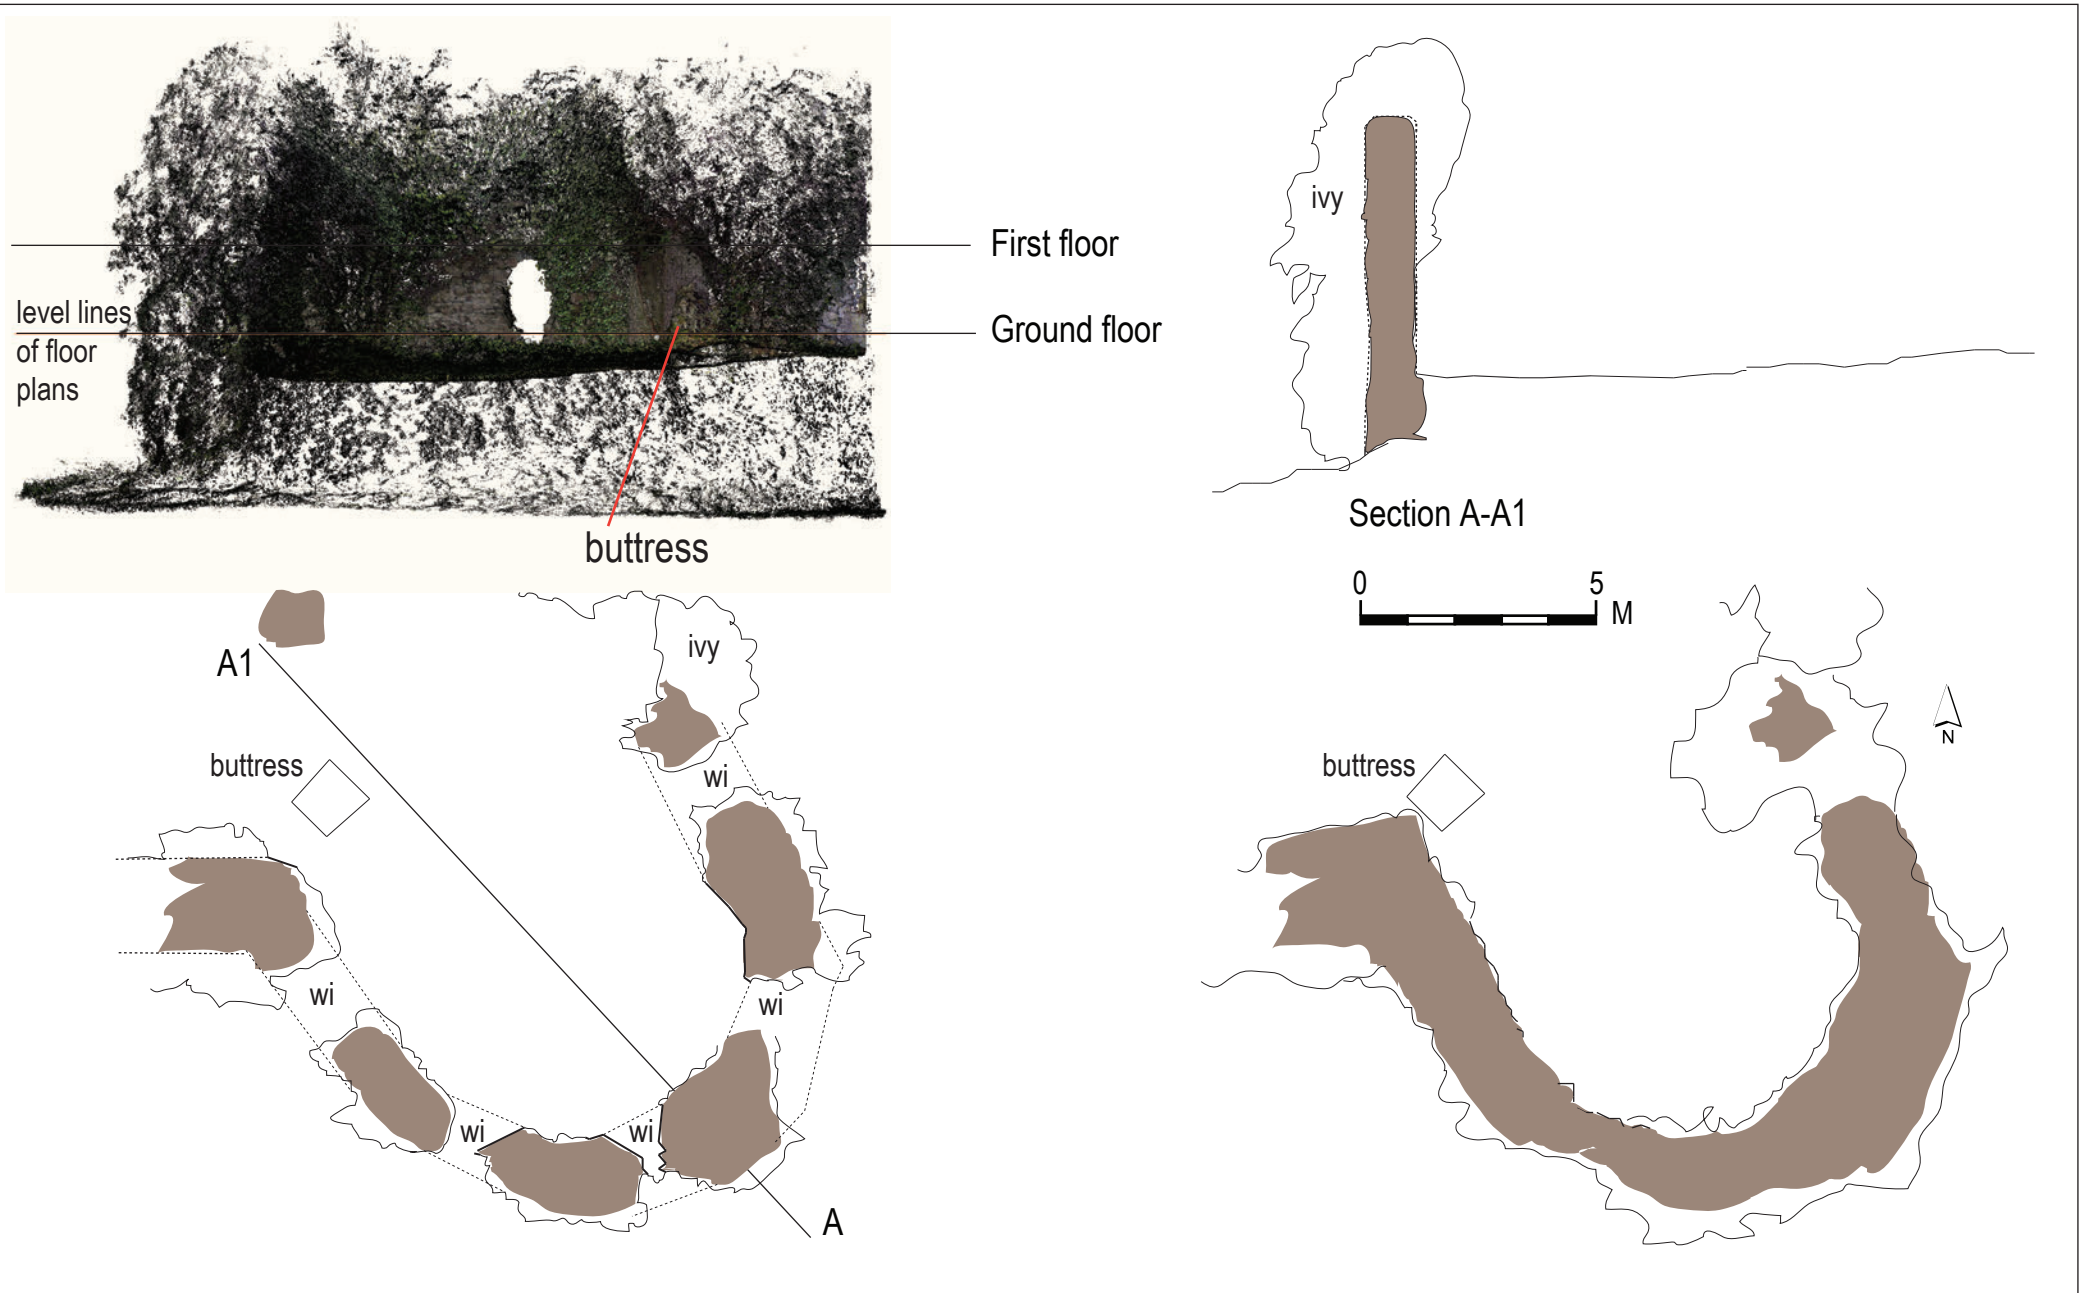 First floor
level lines
of floor
plans
Ground floor
buttress
ivy
Section A-A1
0 5
M
A1
ivy
buttress
wi
wi
wi
wi
wi
A
buttress
N